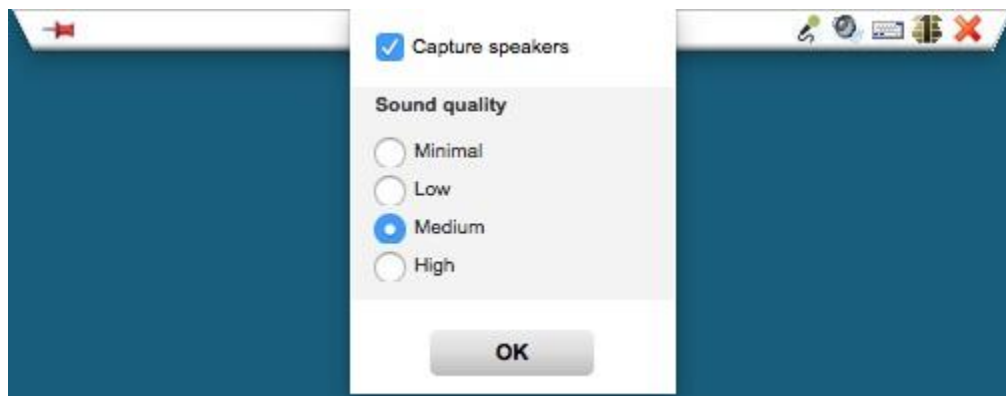 Capture speakers
Sound quality
Minimal
Low
Medium
High
OK